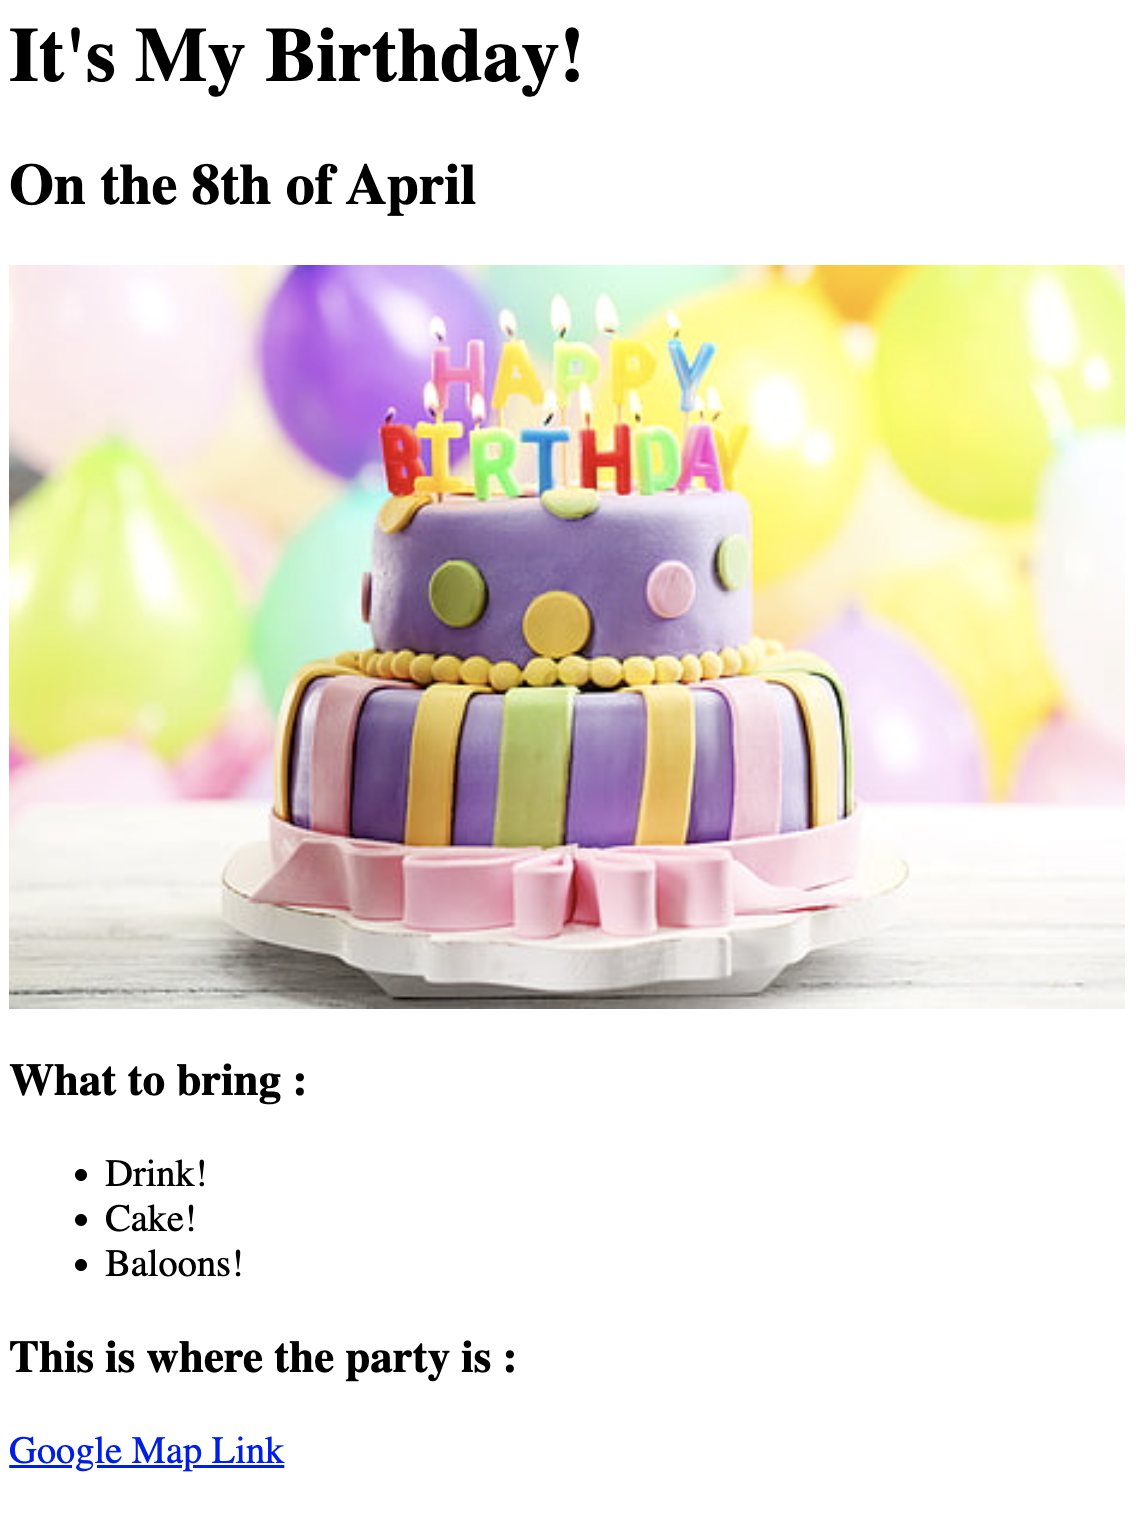 It's My Birthday!
On the 8th of April
HAPPY
BIRTHDAY
What to bring :
Drink!
Cake!
Baloons!
This is where the party is :
Google Map Link